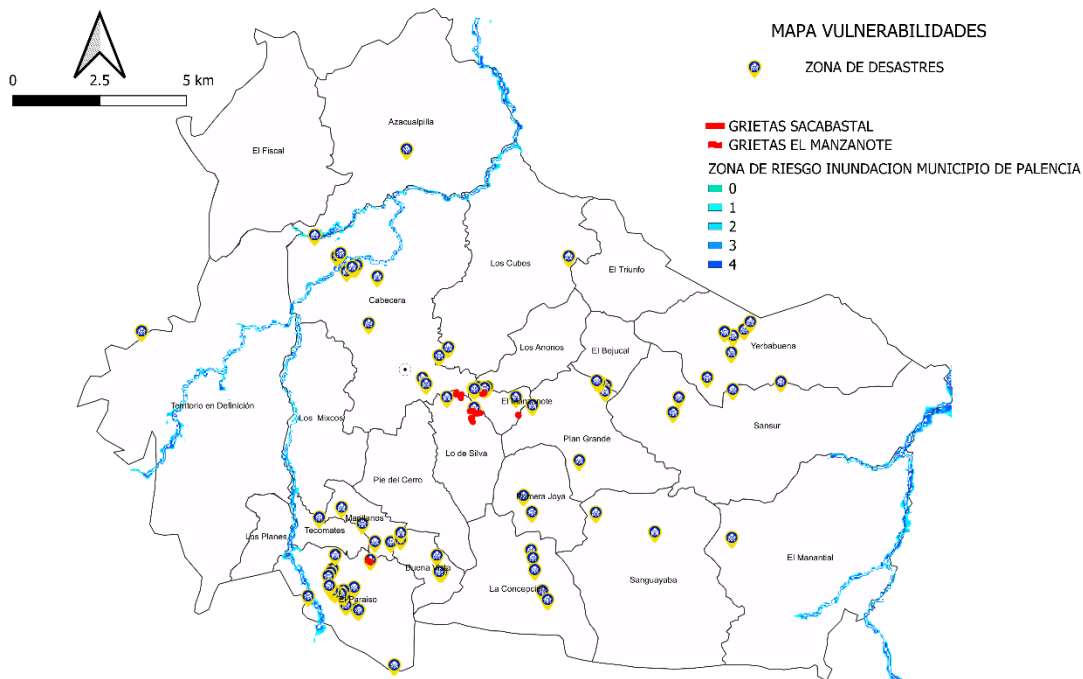 MAPA VULNERABILIDADES
ZONA DE DESASTRES
0 2.5 5 km
GRIETAS SACABASTAL
GRIETAS EL MANZANOTE
ZONA DE RIESGO INUNDACION MUNICIPIO DE PALENCIA
0
1
2
3
4
Azacualpilla
El Fiscal
Los Cubos
El Triunfo
Cabecera
Los Anonos
El Bejucal
Yerbabuena
Territorio en Definición
Los Mixcos
El Manzanote
Sansur
Plan Grande
Lo de Silva
Pie del Cerro
Joya
Tecomates
Los Planes
Buena Vista
El Paraiso
La Concepción
Sanguayaba
El Manantial